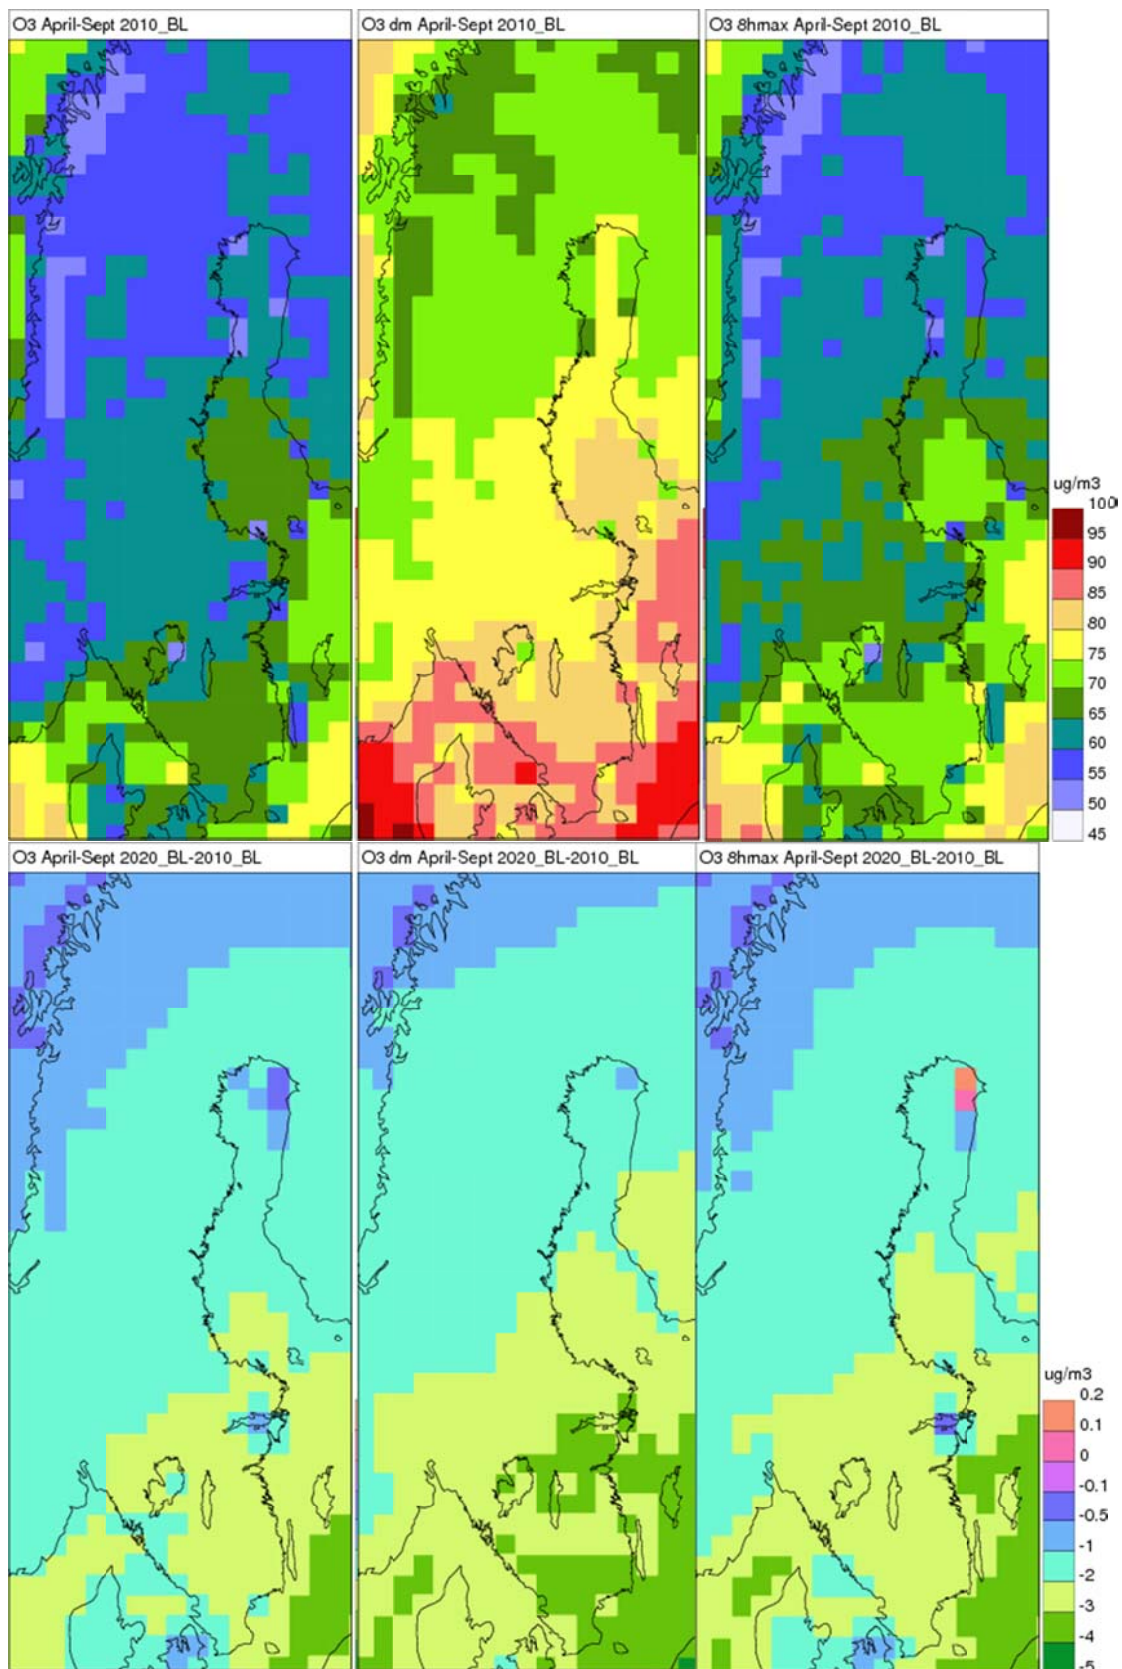 O3 April-Sept 2010_BL
O3 dm April-Sept 2010_BL
O3 8hmax April-Sept 2010_BL
ug/m3
100
95
90
85
80
75
70
65
60
55
50
45
O3 April-Sept 2020_BL-2010_BL
O3 dm April-Sept 2020_BL-2010_BL
O3 8hmax April-Sept 2020_BL-2010_BL
ug/m3
0.2
0.1
0
-0.1
-0.5
-1
-2
-3
-4
-5